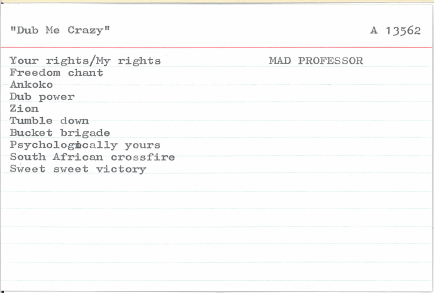 "Dub Me Crazy" A 13562
Your rights/My rights MAD PROFESSOR
Freedom chant
Ankoko
Dub power
Zion
Tumble down
Bucket brigade
Psychologically yours
South African crossfire
Sweet sweet victory